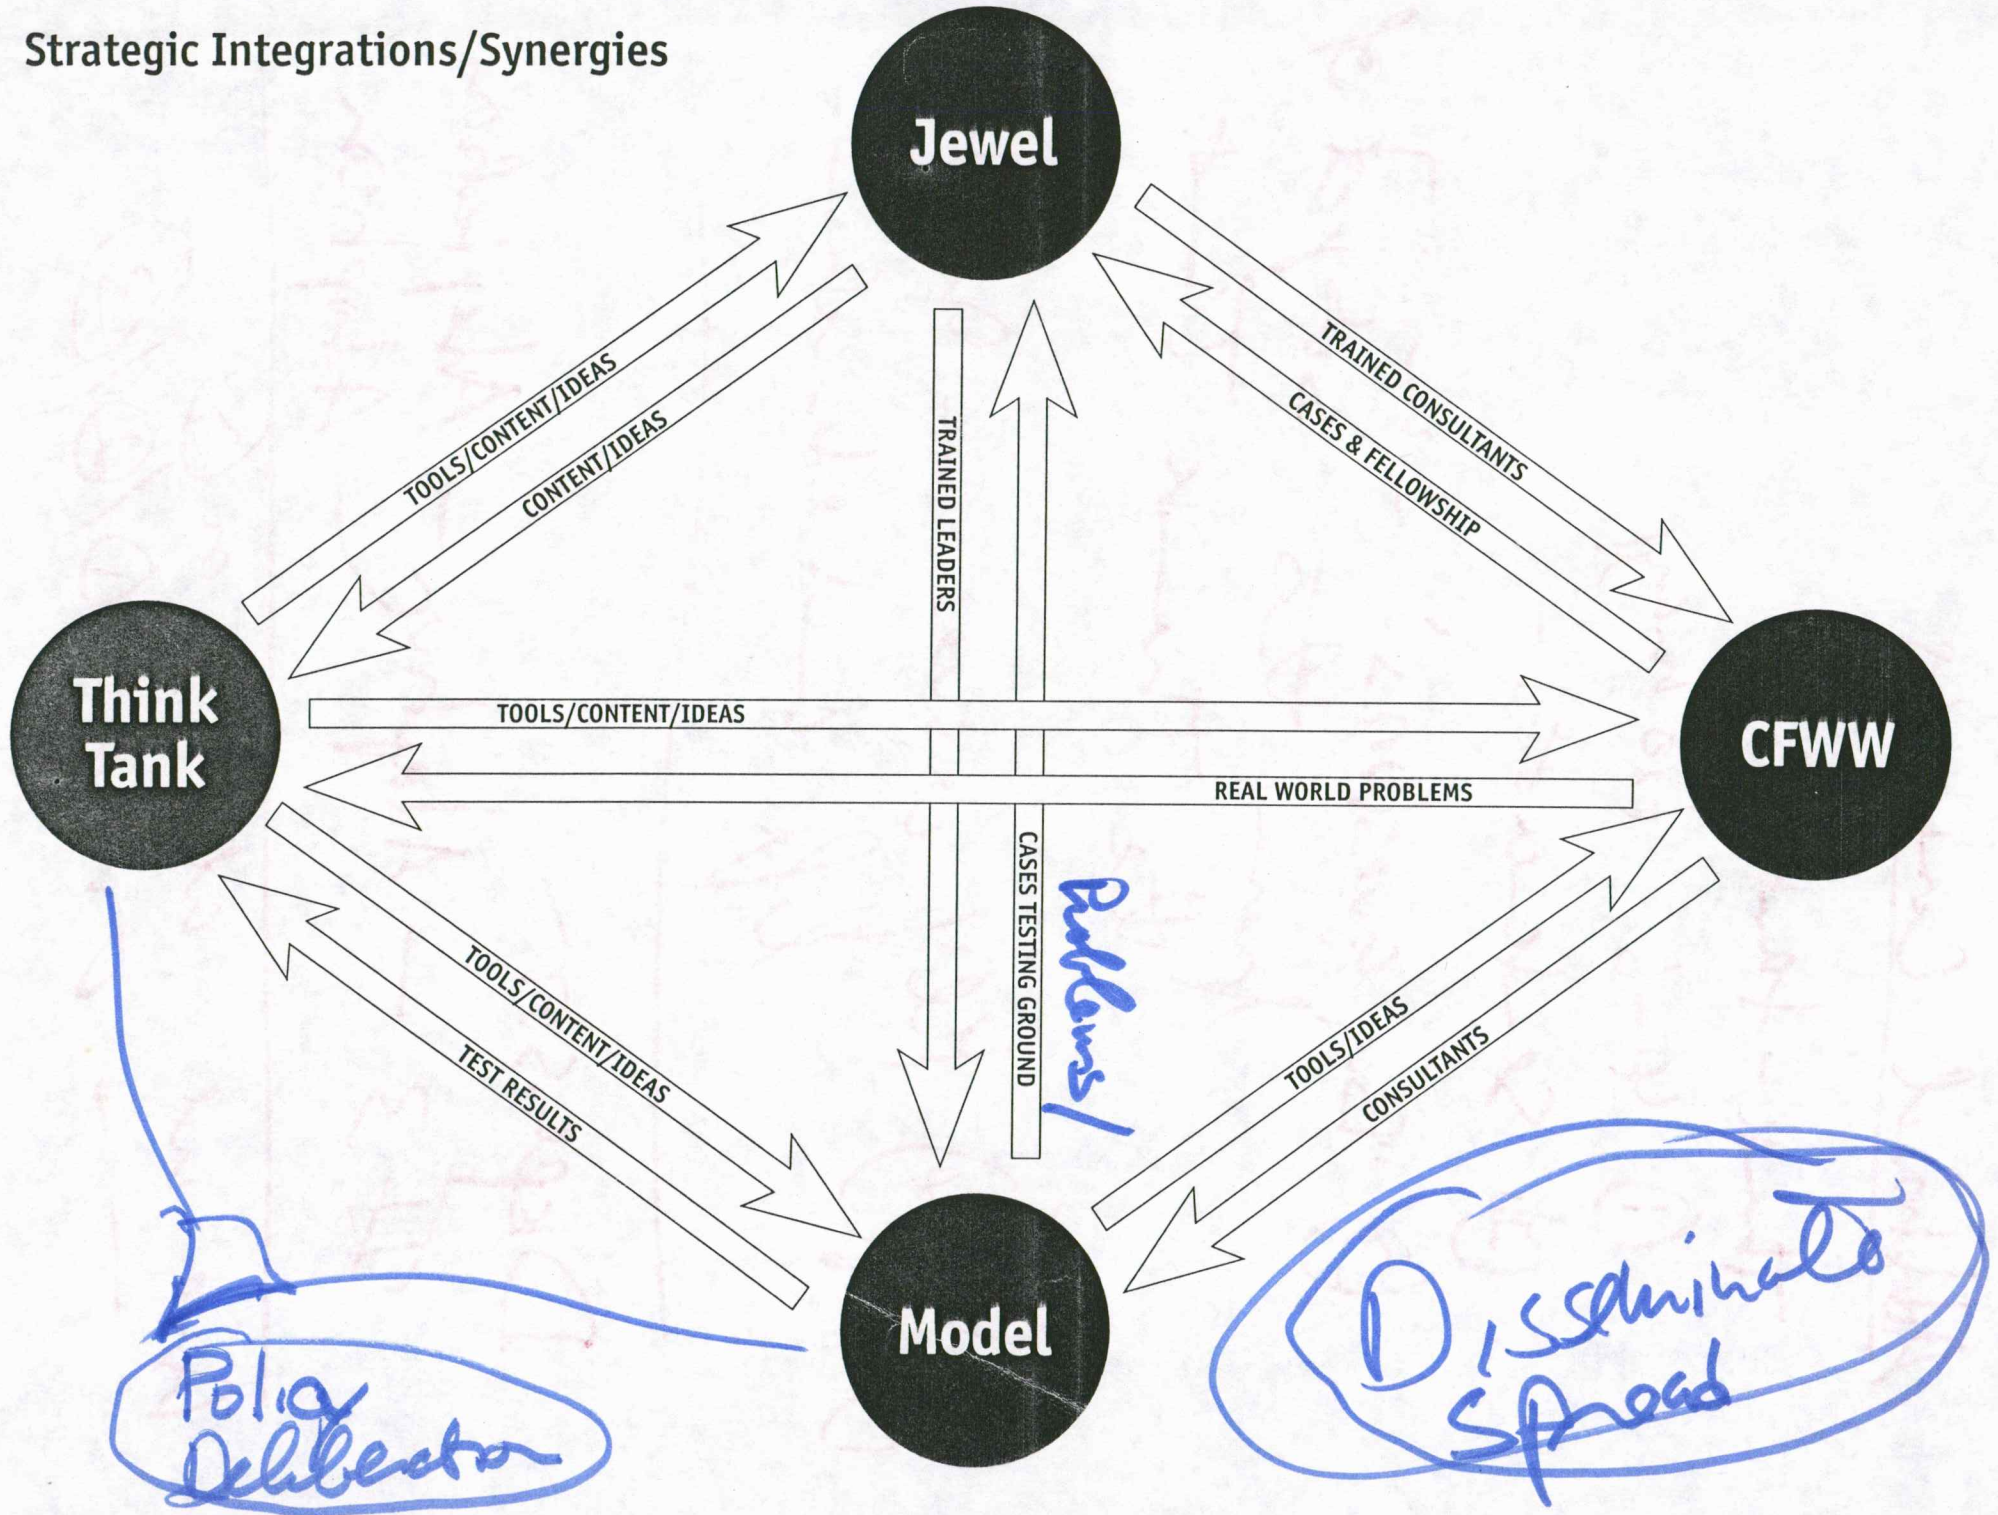 Strategic Integrations/Synergies
Jewel
TOOLS/CONTENT/IDEAS
CONTENT/IDEAS
TRAINED LEADERS
TRAINED CONSULTANTS
CASES & FELLOWSHIP
Think
Tank
TOOLS/CONTENT/IDEAS
REAL WORLD PROBLEMS
CFWW
CASES TESTING GROUND
Problems/
TOOLS/CONTENT/IDEAS
TEST RESULTS
TOOLS/IDEAS
CONSULTANTS
Model
Policy
Deliberation
Disseminate
Spread